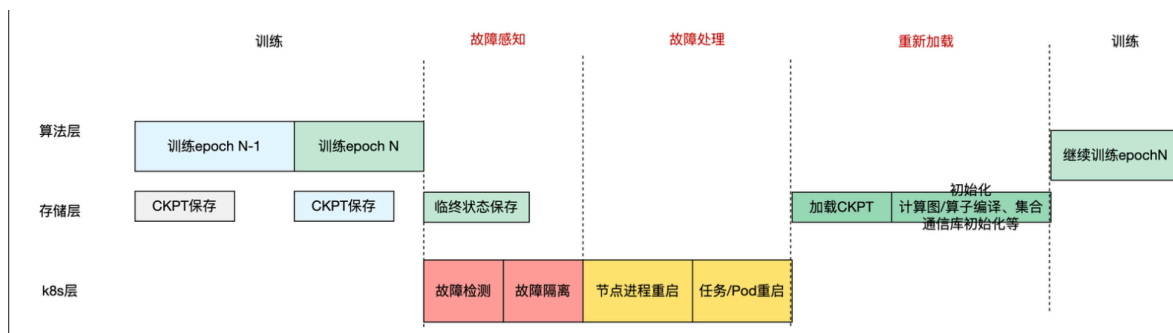 训练
故障感知
故障处理
重新加载
训练
算法层
训练epoch N-1
训练epoch N
继续训练epochN
存储层
CKPT保存
CKPT保存
临终状态保存
加载CKPT
初始化
计算图/算子编译、集合
通信库初始化等
k8s层
故障检测
故障隔离
节点进程重启
任务/Pod重启